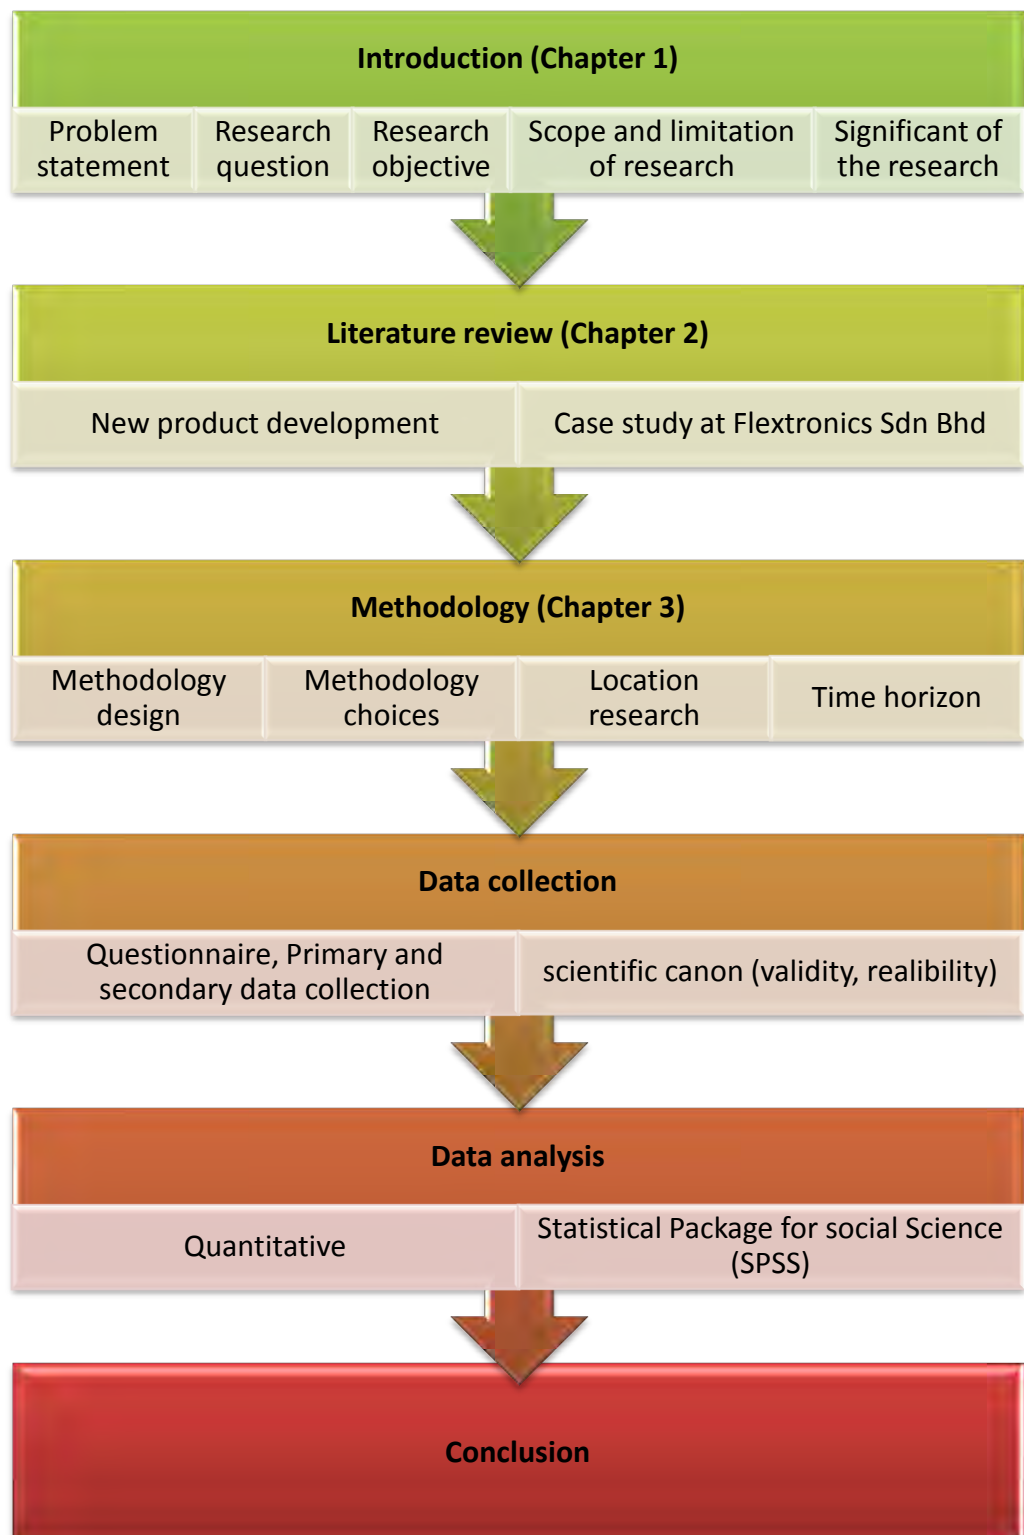 Introduction (Chapter 1)
Problem
statement
Research
question
Research
objective
Scope and limitation
of research
Significant of
the research
Literature review (Chapter 2)
New product development
Case study at Flextronics Sdn Bhd
Methodology (Chapter 3)
Methodology
design
Methodology
choices
Location
research
Time horizon
Data collection
Questionnaire, Primary and
secondary data collection
scientific canon (validity, realibility)
Data analysis
Quantitative
Statistical Package for social Science
(SPSS)
Conclusion